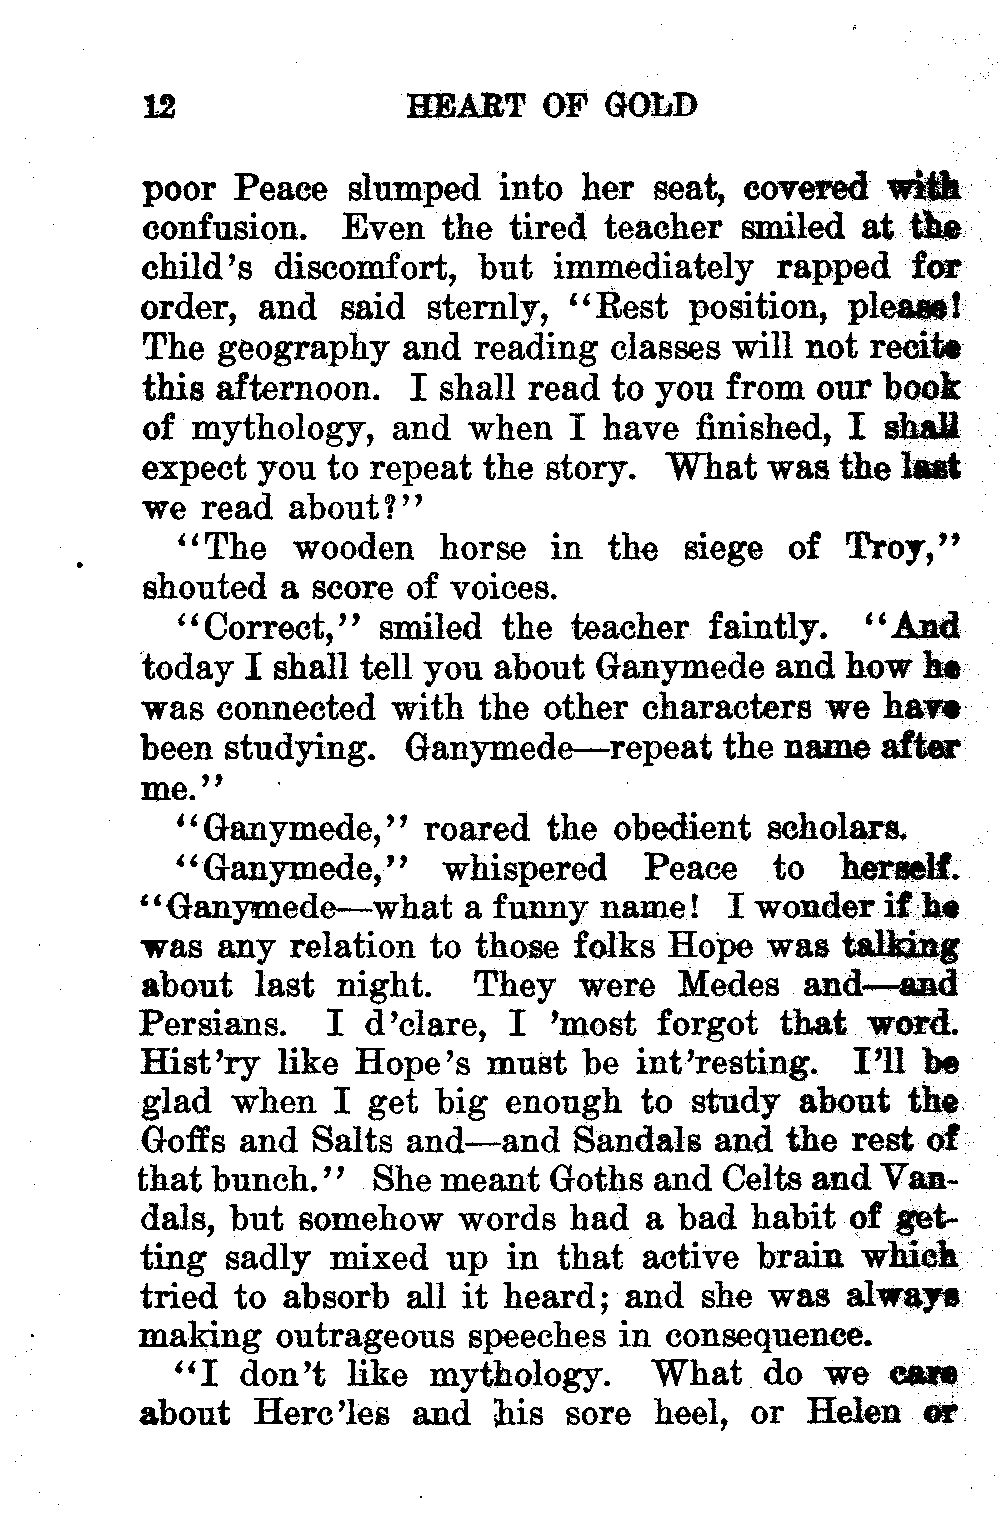 12 HEART OF GOLD
poor Peace slumped into her seat, covered with
confusion. Even the tired teacher smiled at the
child's discomfort, but immediately rapped for
order, and said sternly, "Rest position, please!
The geography and reading classes will not recite
this afternoon. I shall read to you from our book
of mythology, and when I have finished, I shall
expect you to repeat the story. What was the last
we read about?"
"The wooden horse in the siege of Troy,"
shouted a score of voices.
"Correct," smiled the teacher faintly. "And
today I shall tell you about Ganymede and how he
was connected with the other characters we have
been studying. Ganymede—repeat the name after
me."
"Ganymede," roared the obedient scholars.
"Ganymede," whispered Peace to herself.
"Ganymede—what a funny name! I wonder if he
was any relation to those folks Hope was talking
about last night. They were Medes and—and
Persians. I d'clare, I 'most forgot that word.
Hist'ry like Hope's must be int'resting. I'll be
glad when I get big enough to study about the
Goffs and Salts and—and Sandals and the rest of
that bunch." She meant Goths and Celts and Van-
dals, but somehow words had a bad habit of get-
ting sadly mixed up in that active brain which
tried to absorb all it heard; and she was always
making outrageous speeches in consequence.
"I don't like mythology. What do we care
about Herc'les and his sore heel, or Helen or